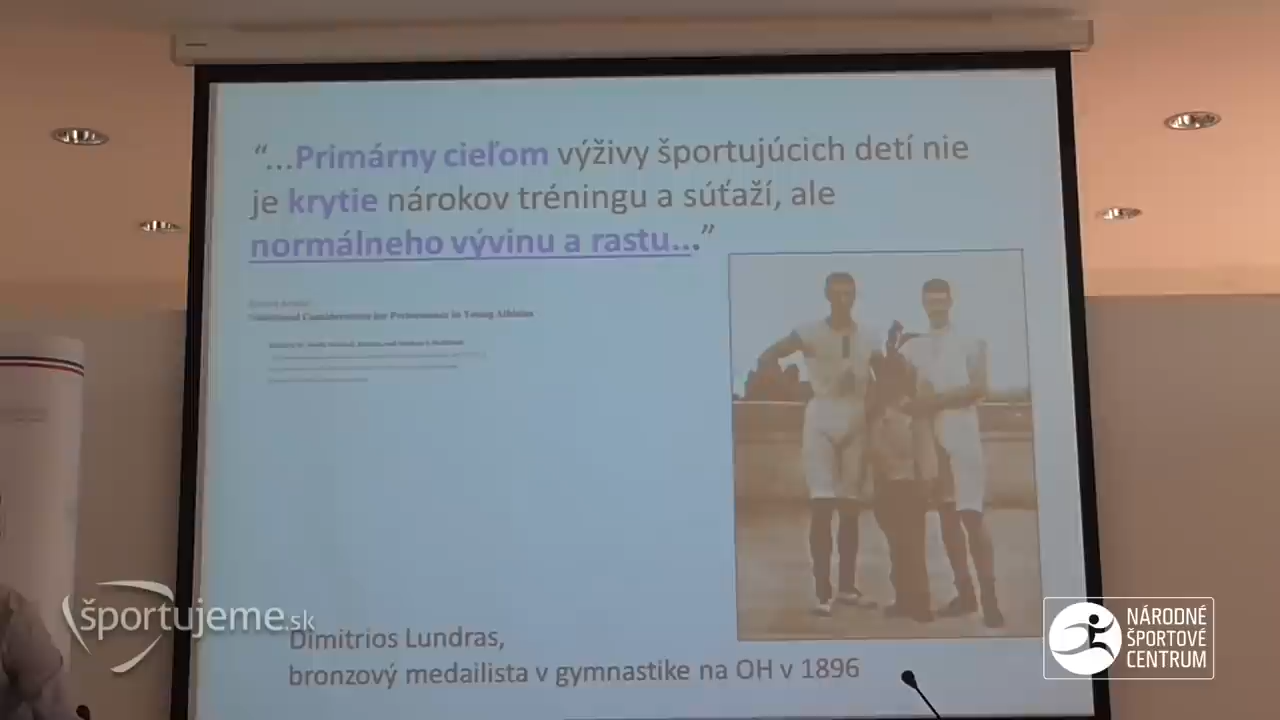 “...Primárny cieľom výživy športujúcich detí nie
je krytie nárokov tréningu a súťaží, ale
normálneho vývinu a rastu...”
Nutritional Considerations for Performance in Young Athletes
Dimitrios Lundras,
bronzový medailista v gymnastike na OH v 1896
športujeme.sk
NÁRODNÉ
ŠPORTOVÉ
CENTRUM